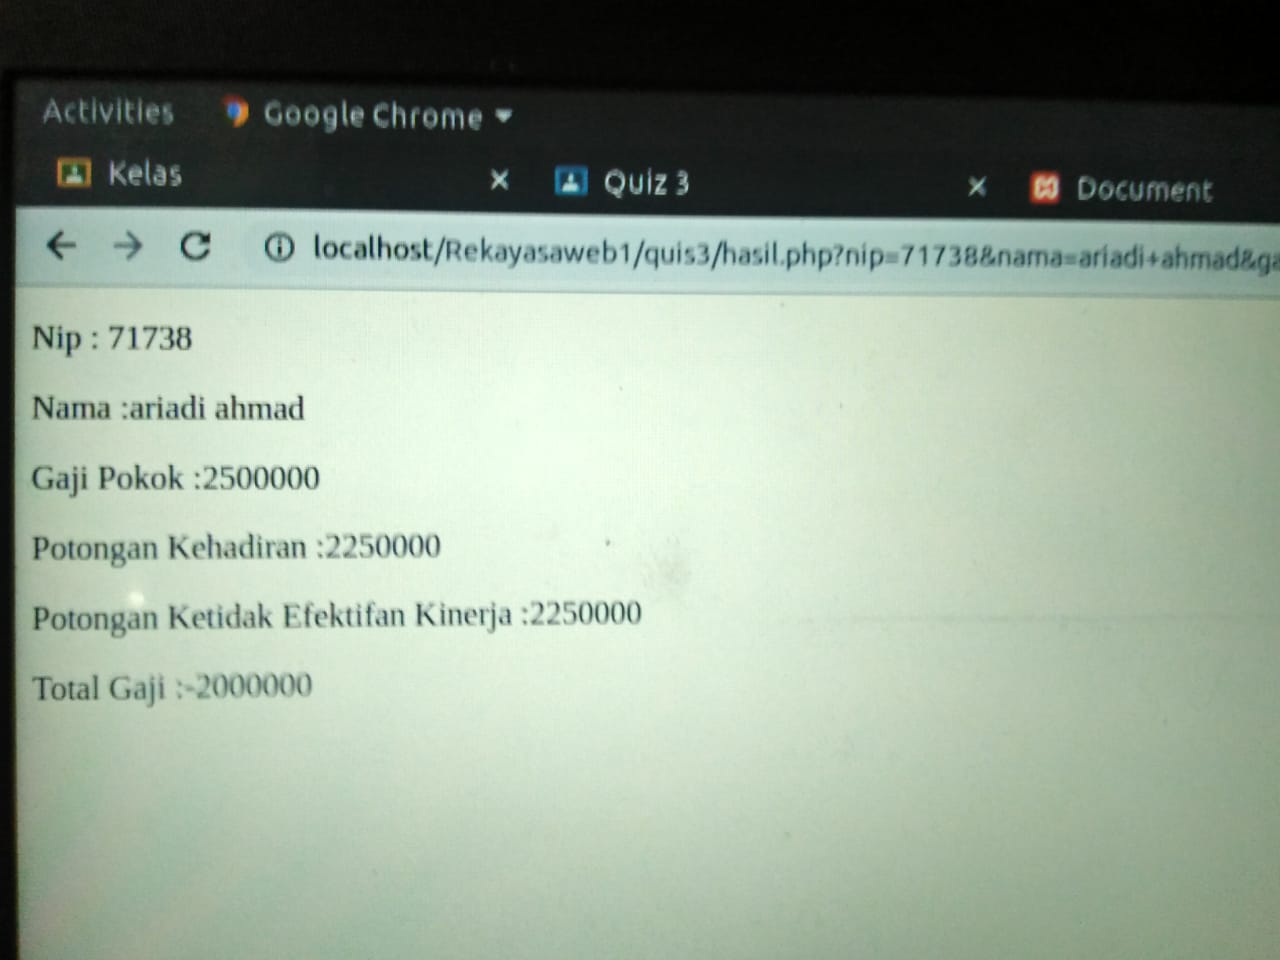 Activities Google Chrome
Kelas Quiz 3 Document
localhost/Rekayasaweb1/quis3/hasil.php?nip=71738&nama=ariadi+ahmad&ga
Nip : 71738
Nama :ariadi ahmad
Gaji Pokok :2500000
Potongan Kehadiran :2250000
Potongan Ketidak Efektifan Kinerja :2250000
Total Gaji :-2000000